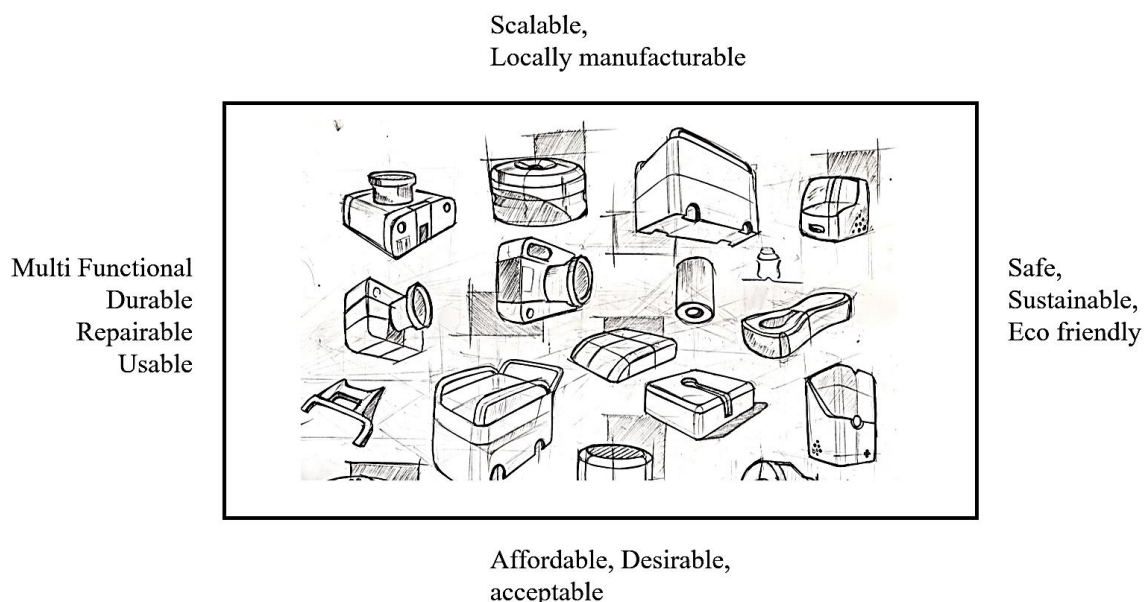 Scalable,
Locally manufacturable
Multi Functional
Durable
Repairable
Usable
Safe,
Sustainable,
Eco friendly
Affordable, Desirable,
acceptable